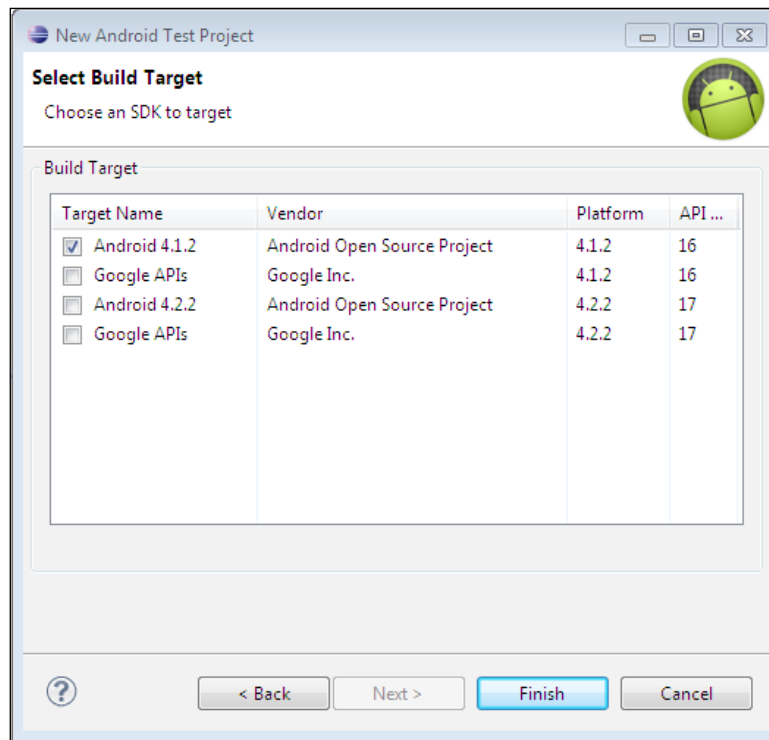 New Android Test Project
Select Build Target
Choose an SDK to target
Build Target
Target Name Vendor Platform API ...
Android 4.1.2 Android Open Source Project 4.1.2 16
Google APIs Google Inc. 4.1.2 16
Android 4.2.2 Android Open Source Project 4.2.2 17
Google APIs Google Inc. 4.2.2 17
? < Back Next > Finish Cancel